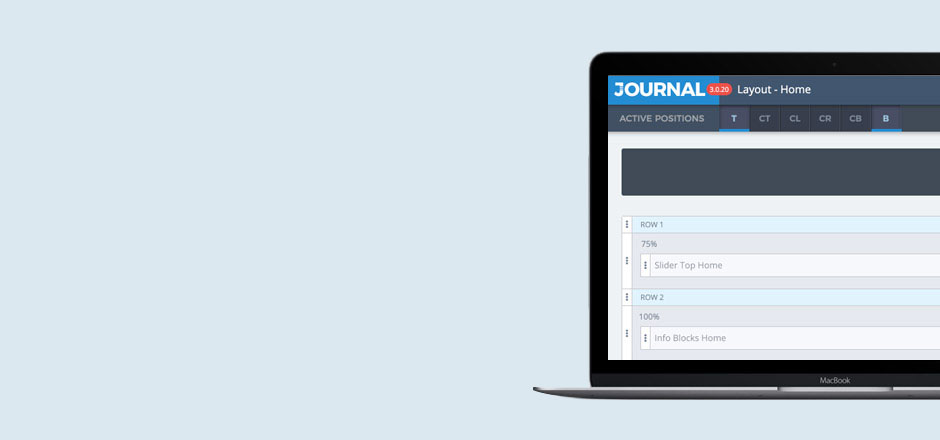 JOURNAL 3.0.20 Layout - Home
ACTIVE POSITIONS T CT CL CR CB B
ROW 1
75%
Slider Top Home
ROW 2
100%
Info Blocks Home
MacBook